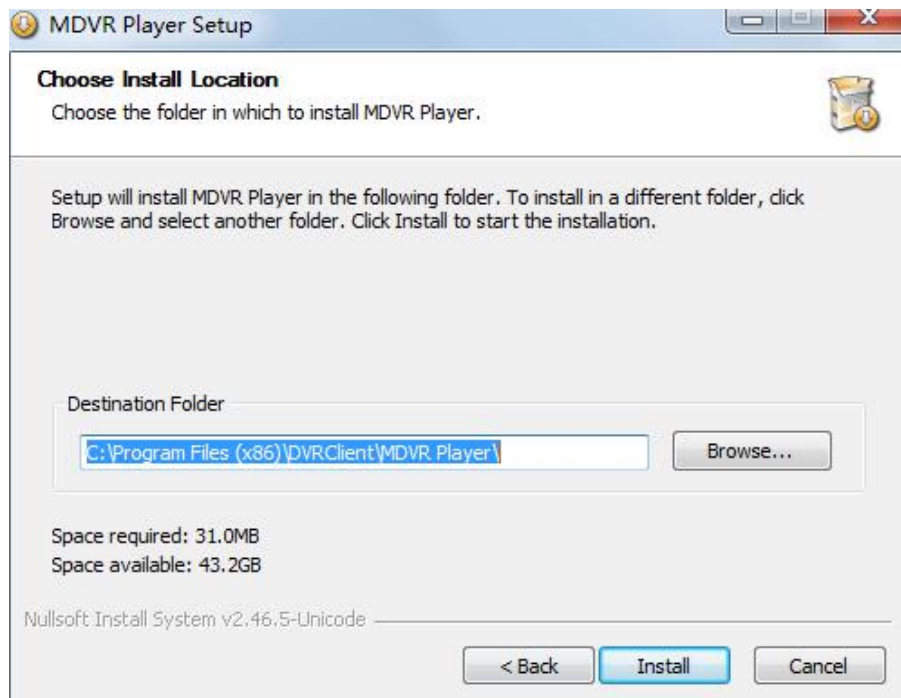 MDVR Player Setup
Choose Install Location
Choose the folder in which to install MDVR Player.
Setup will install MDVR Player in the following folder. To install in a different folder, click
Browse and select another folder. Click Install to start the installation.
Destination Folder
C:\Program Files (x86)\DVRClient\MDVR Player\
Browse...
Space required: 31.0MB
Space available: 43.2GB
Nullsoft Install System v2.46.5-Unicode
< Back Install Cancel